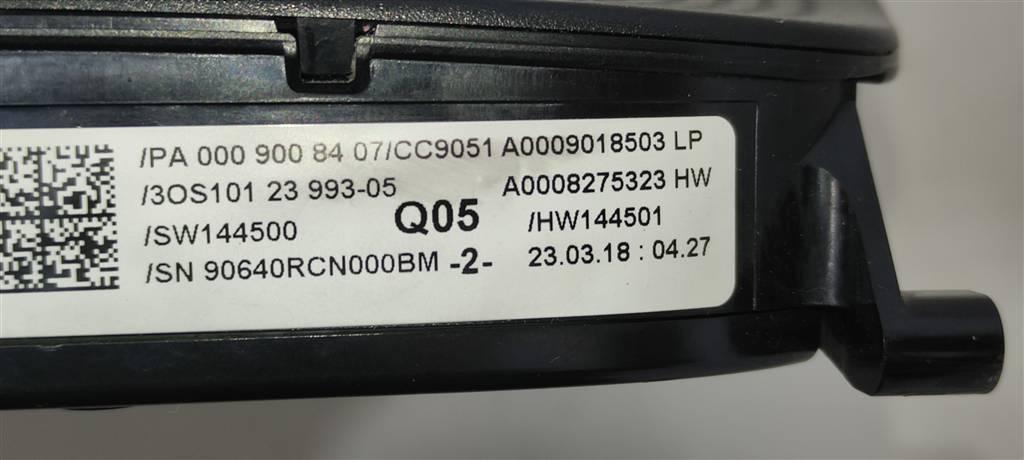 /PA 000 900 84 07/CC9051 A0009018503 LP
/3OS101 23 993-05 A0008275323 HW
/SW144500 Q05 /HW144501
/SN 90640RCN000BM -2- 23.03.18 : 04.27